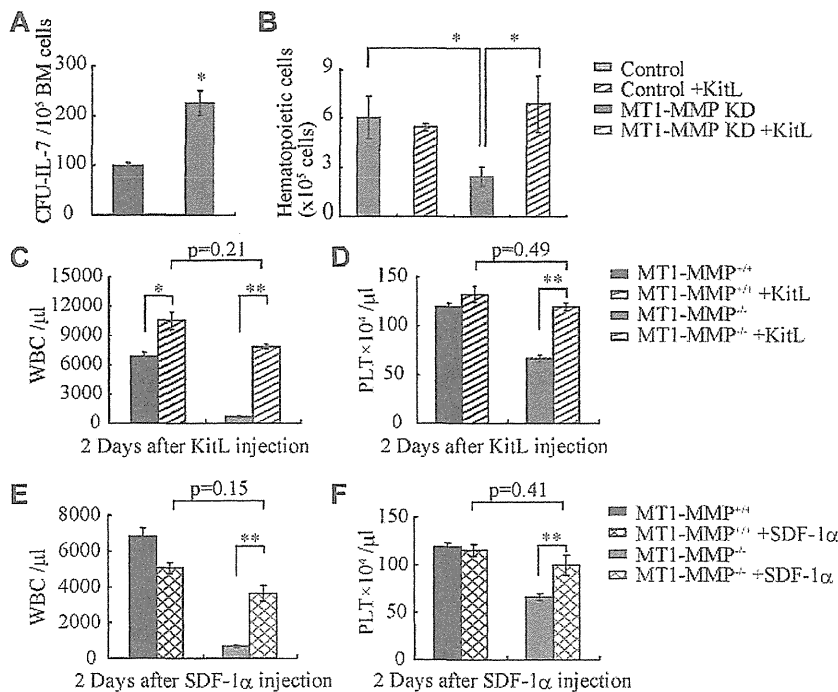 A
CFU-IL-7 /10⁵ BM cells
300
200
100
0
*
B
Hematopoietic cells
(x10⁵ cells)
9
6
3
0
*
*
Control
Control +KitL
MT1-MMP KD
MT1-MMP KD +KitL
C
p=0.21
WBC /μl
15000
12000
9000
6000
3000
0
*
**
2 Days after KitL injection
D
p=0.49
PLT×10⁴ /μl
150
100
50
0
**
2 Days after KitL injection
MT1-MMP⁺/⁺
MT1-MMP⁺/⁺ +KitL
MT1-MMP⁻/⁻
MT1-MMP⁻/⁻ +KitL
E
p=0.15
WBC /μl
8000
6000
4000
2000
0
**
2 Days after SDF-1α injection
F
p=0.41
PLT×10⁴ /μl
150
100
50
0
**
2 Days after SDF-1α injection
MT1-MMP⁺/⁺
MT1-MMP⁺/⁺ +SDF-1α
MT1-MMP⁻/⁻
MT1-MMP⁻/⁻ +SDF-1α